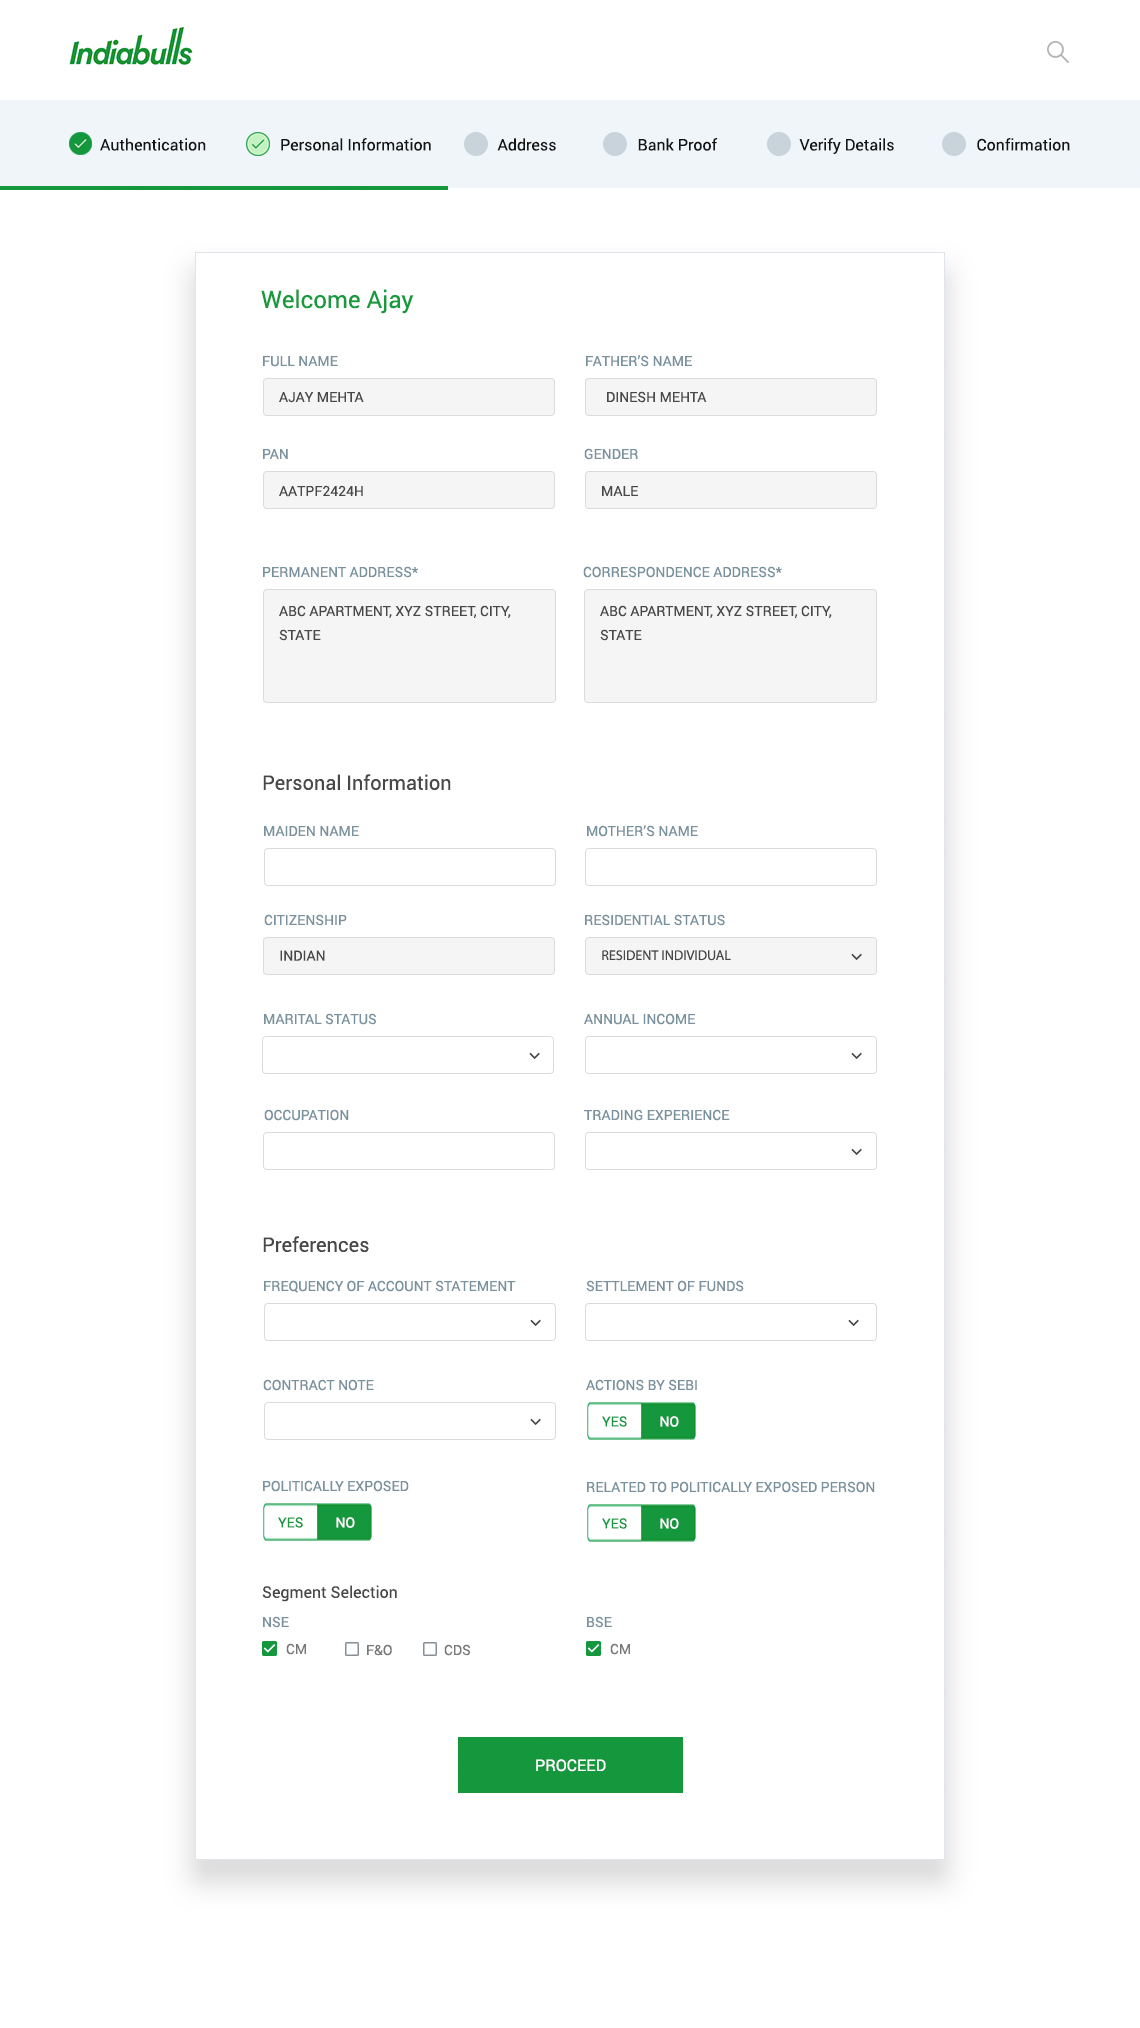 Indiabulls
Authentication
Personal Information
Address
Bank Proof
Verify Details
Confirmation
Welcome Ajay
FULL NAME
FATHER'S NAME
AJAY MEHTA
DINESH MEHTA
PAN
GENDER
AATPF2424H
MALE
PERMANENT ADDRESS*
CORRESPONDENCE ADDRESS*
ABC APARTMENT, XYZ STREET, CITY,
STATE
ABC APARTMENT, XYZ STREET, CITY,
STATE
Personal Information
MAIDEN NAME
MOTHER'S NAME
CITIZENSHIP
RESIDENTIAL STATUS
INDIAN
RESIDENT INDIVIDUAL
MARITAL STATUS
ANNUAL INCOME
OCCUPATION
TRADING EXPERIENCE
Preferences
FREQUENCY OF ACCOUNT STATEMENT
SETTLEMENT OF FUNDS
CONTRACT NOTE
ACTIONS BY SEBI
YES NO
POLITICALLY EXPOSED
RELATED TO POLITICALLY EXPOSED PERSON
YES NO
YES NO
Segment Selection
NSE
BSE
CM F&O CDS
CM
PROCEED